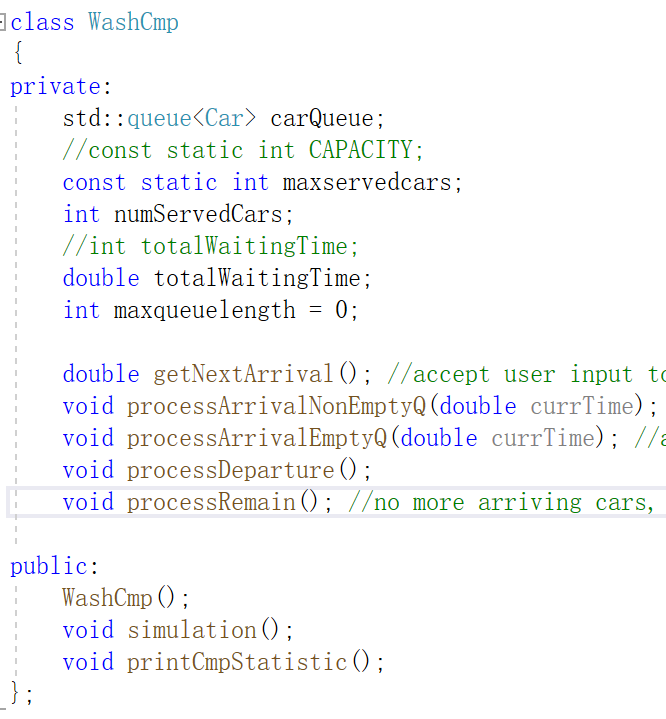 class WashCmp
{
private:
    std::queue<Car> carQueue;
    //const static int CAPACITY;
    const static int maxservedcars;
    int numServedCars;
    //int totalWaitingTime;
    double totalWaitingTime;
    int maxqueuelength = 0;
    double getNextArrival(); //accept user input to
    void processArrivalNonEmptyQ(double currTime);
    void processArrivalEmptyQ(double currTime); //
    void processDeparture();
    void processRemain(); //no more arriving cars,
public:
    WashCmp();
    void simulation();
    void printCmpStatistic();
};